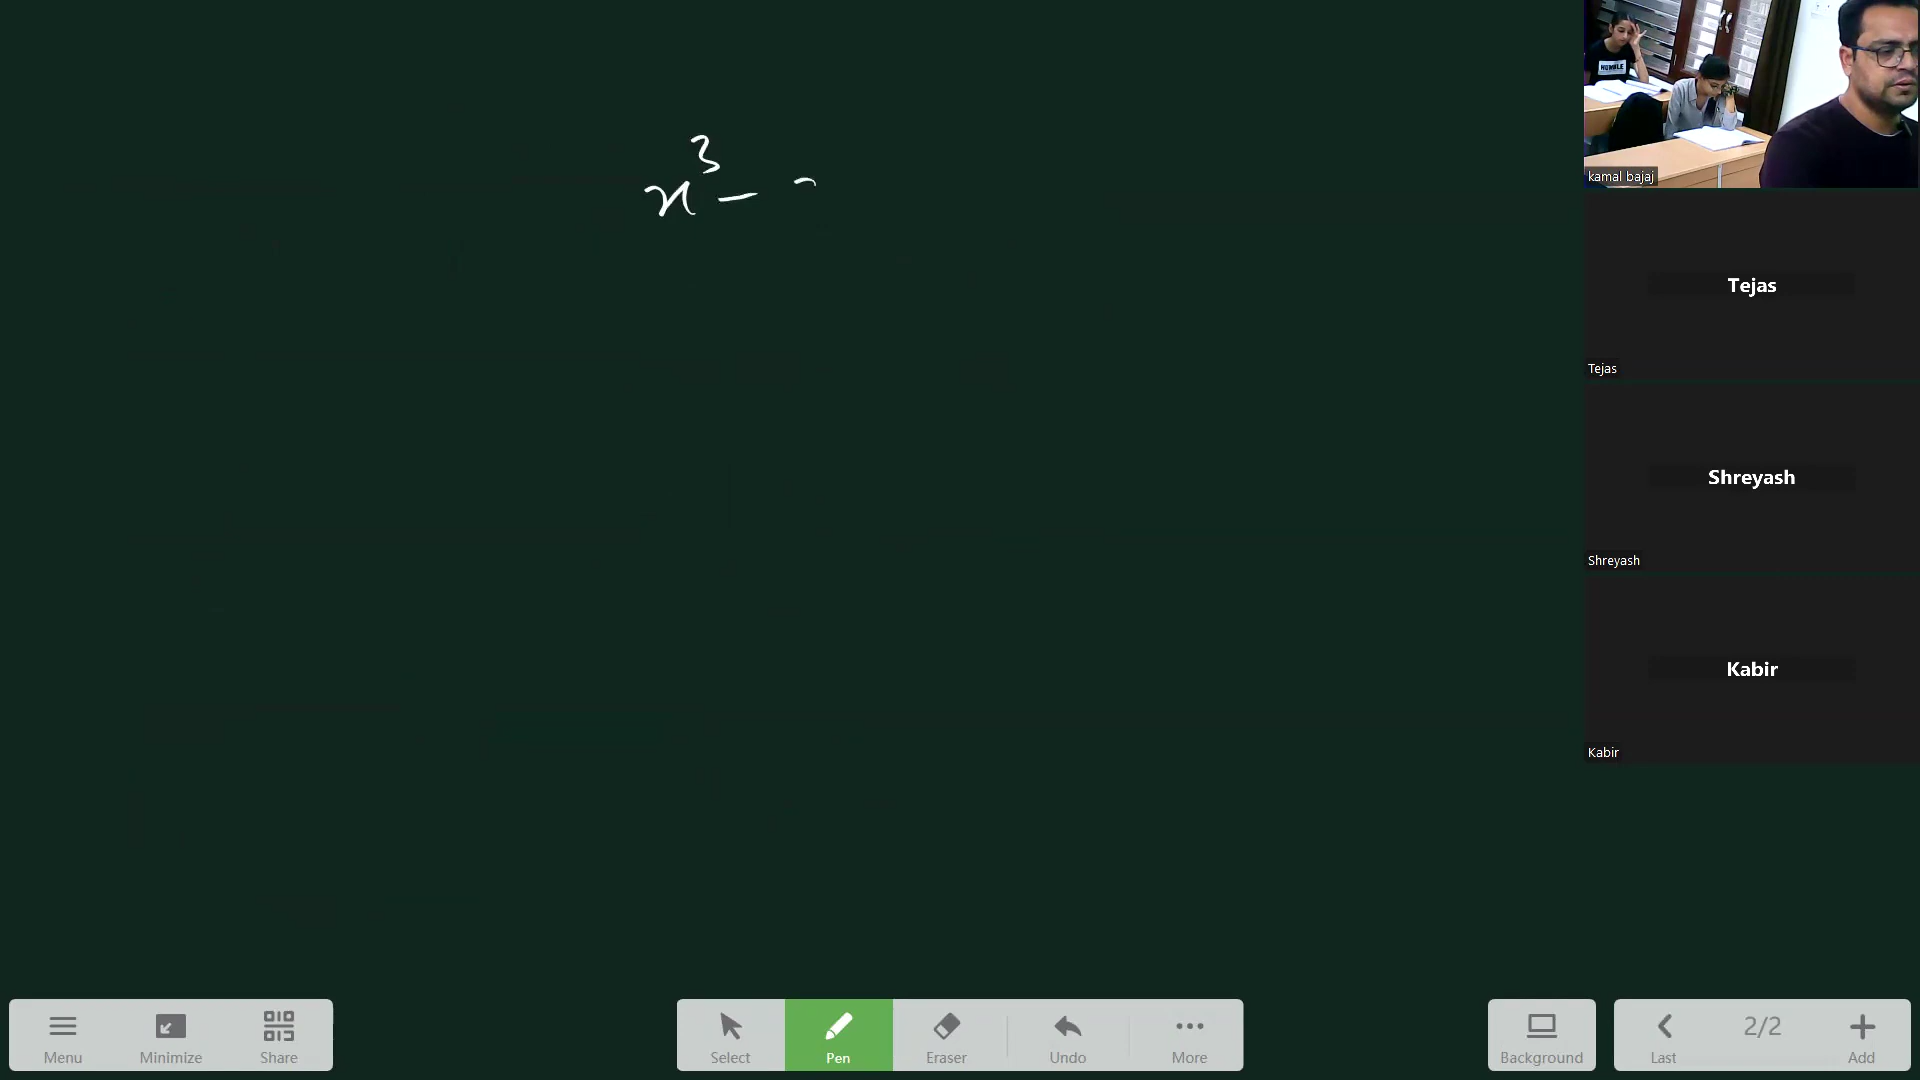 x³ -
HUMBLE
kamal bajaj
Tejas
Tejas
Shreyash
Shreyash
Kabir
Kabir
Menu
Minimize
Share
Select
Pen
Eraser
Undo
More
Background
Last
2/2
Add